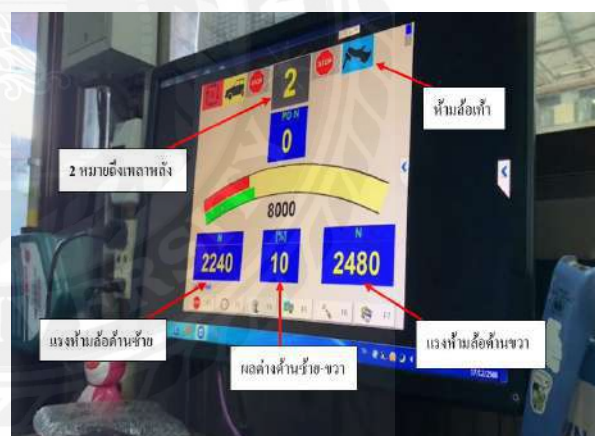 STOP
2
STOP
ห้ามล้อเท้า
PD N
0
2 หมายถึงเพลาหลัง
8000
N
[%]
N
2240
10
2480
แรงห้ามล้อด้านซ้าย
ผลต่างด้านซ้าย-ขวา
แรงห้ามล้อด้านขวา